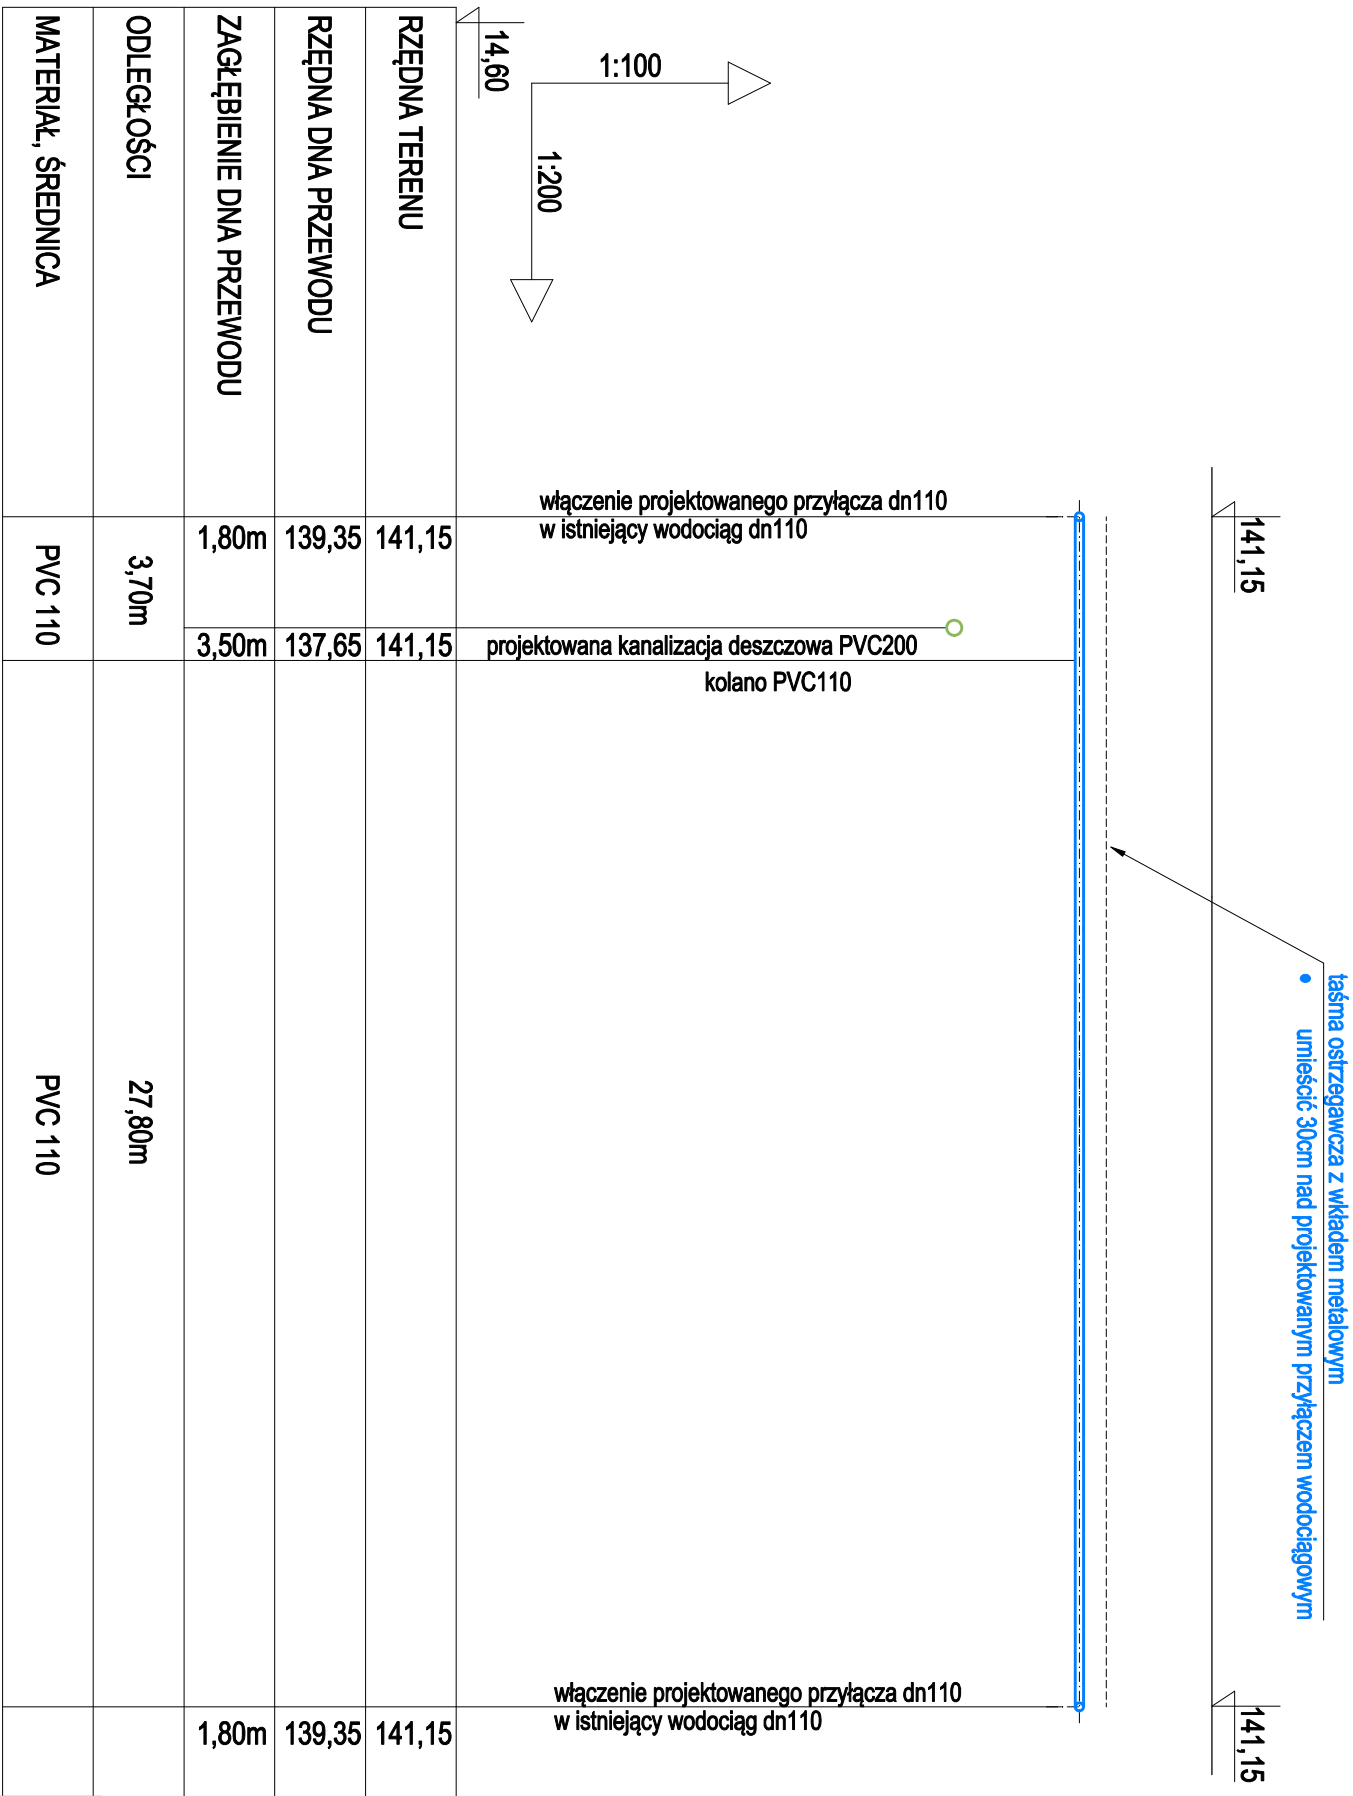 taśma ostrzegawcza z wkładem metalowym
• umieścić 30cm nad projektowanym przyłączem wodociągowym
141,15
141,15
1:100
1:200
włączenie projektowanego przyłącza dn110
w istniejący wodociąg dn110
projektowana kanalizacja deszczowa PVC200
kolano PVC110
włączenie projektowanego przyłącza dn110
w istniejący wodociąg dn110
14,60
RZĘDNA TERENU 141,15 141,15 141,15
RZĘDNA DNA PRZEWODU 139,35 137,65 139,35
ZAGŁĘBIENIE DNA PRZEWODU 1,80m 3,50m 1,80m
ODLEGŁOŚCI 3,70m 27,80m
MATERIAŁ, ŚREDNICA PVC 110 PVC 110